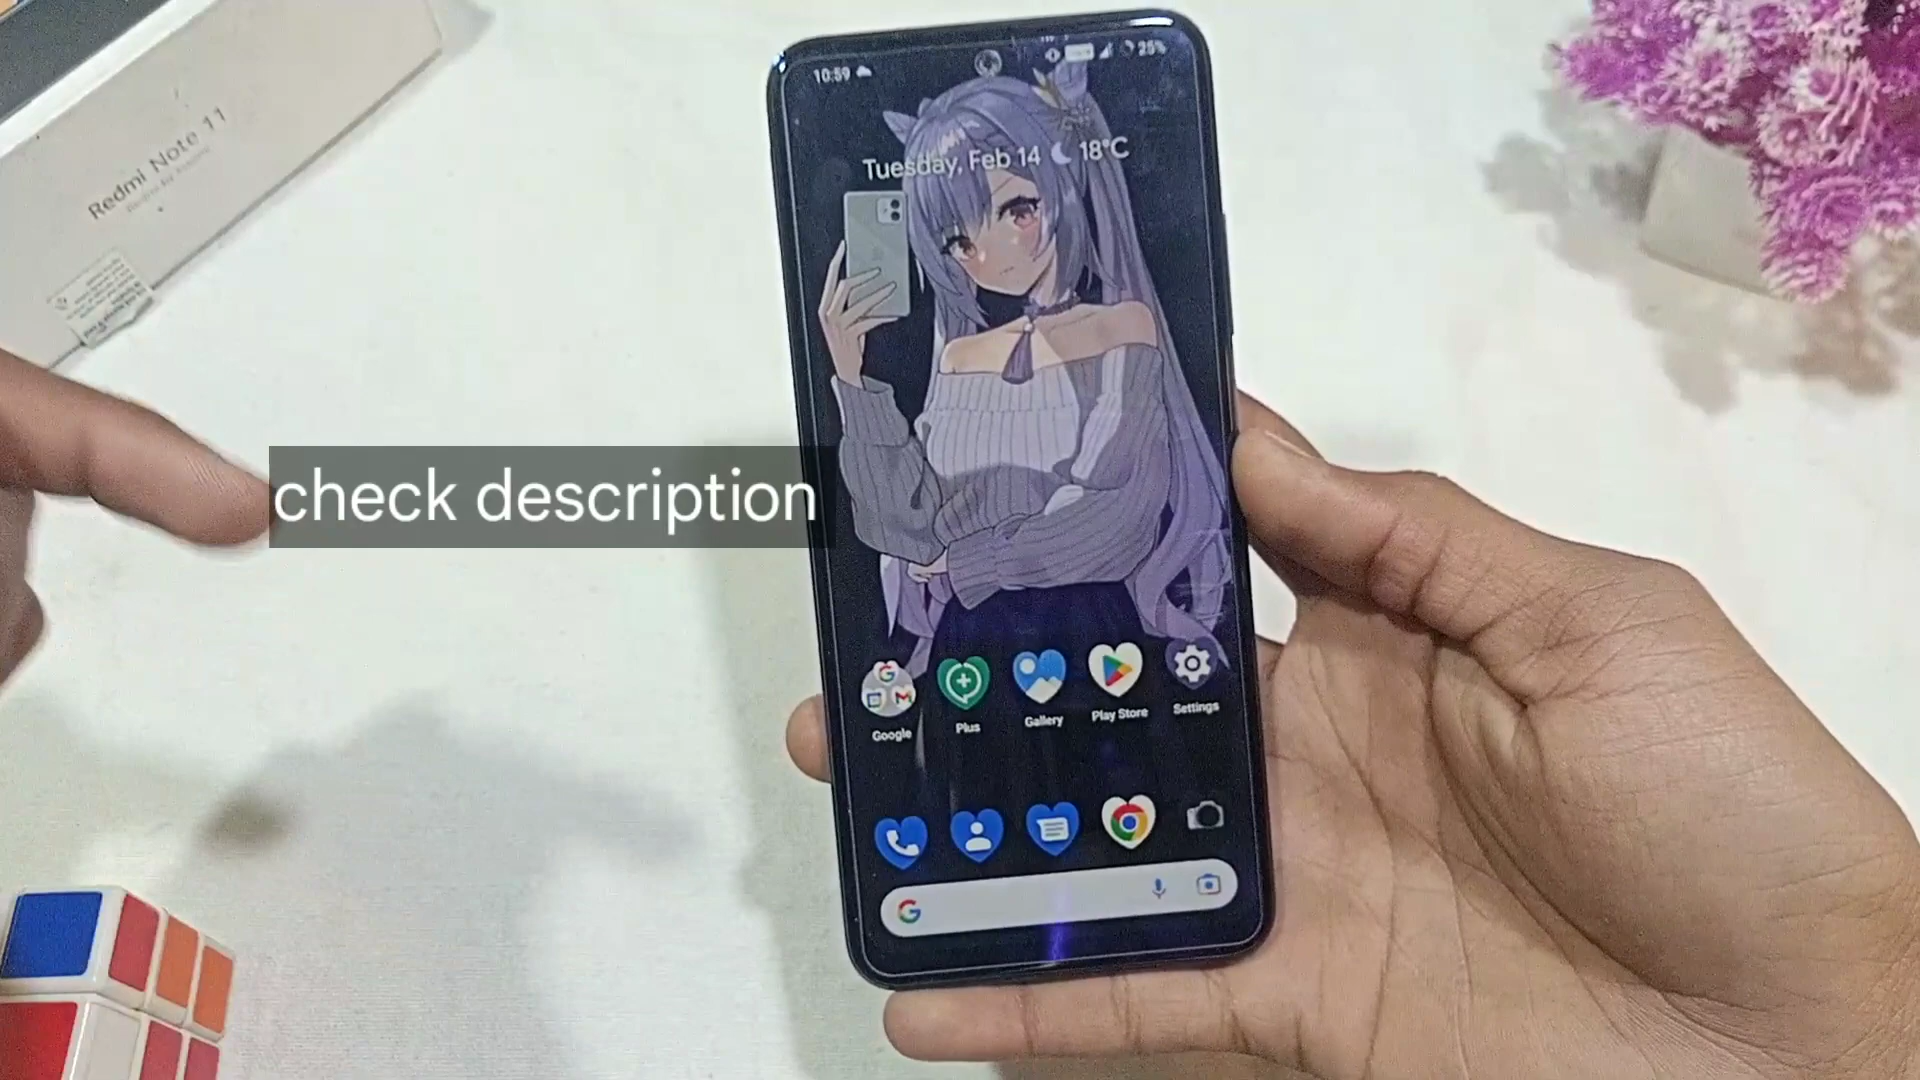 Redmi Note 11
10:59
25%
Tuesday, Feb 14 18°C
check description
Google
Plus
Gallery
Play Store
Settings